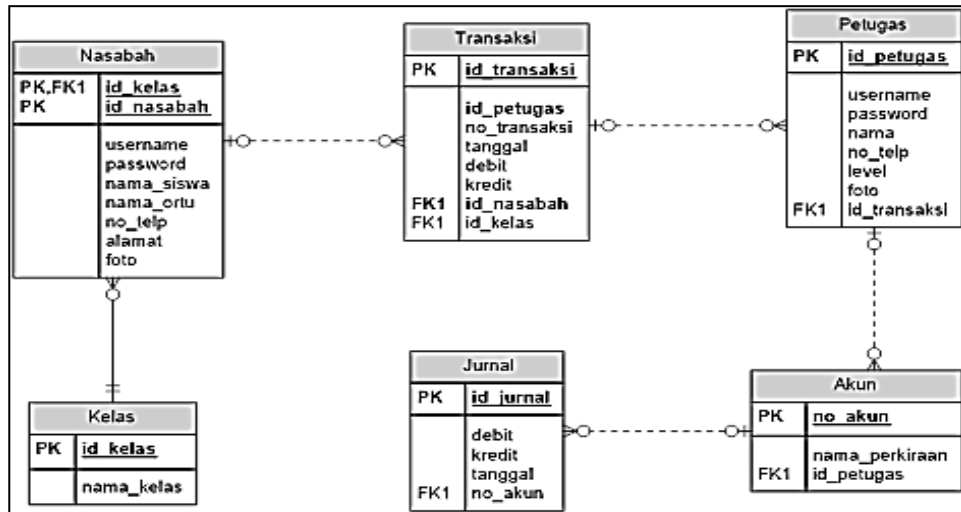 Nasabah
PK,FK1 id_kelas
PK id_nasabah
username
password
nama_siswa
nama_ortu
no_telp
alamat
foto
Transaksi
PK id_transaksi
id_petugas
no_transaksi
tanggal
debit
kredit
FK1 id_nasabah
FK1 id_kelas
Petugas
PK id_petugas
username
password
nama
no_telp
level
foto
FK1 id_transaksi
Kelas
PK id_kelas
nama_kelas
Jurnal
PK id_jurnal
debit
kredit
tanggal
FK1 no_akun
Akun
PK no_akun
nama_perkiraan
FK1 id_petugas